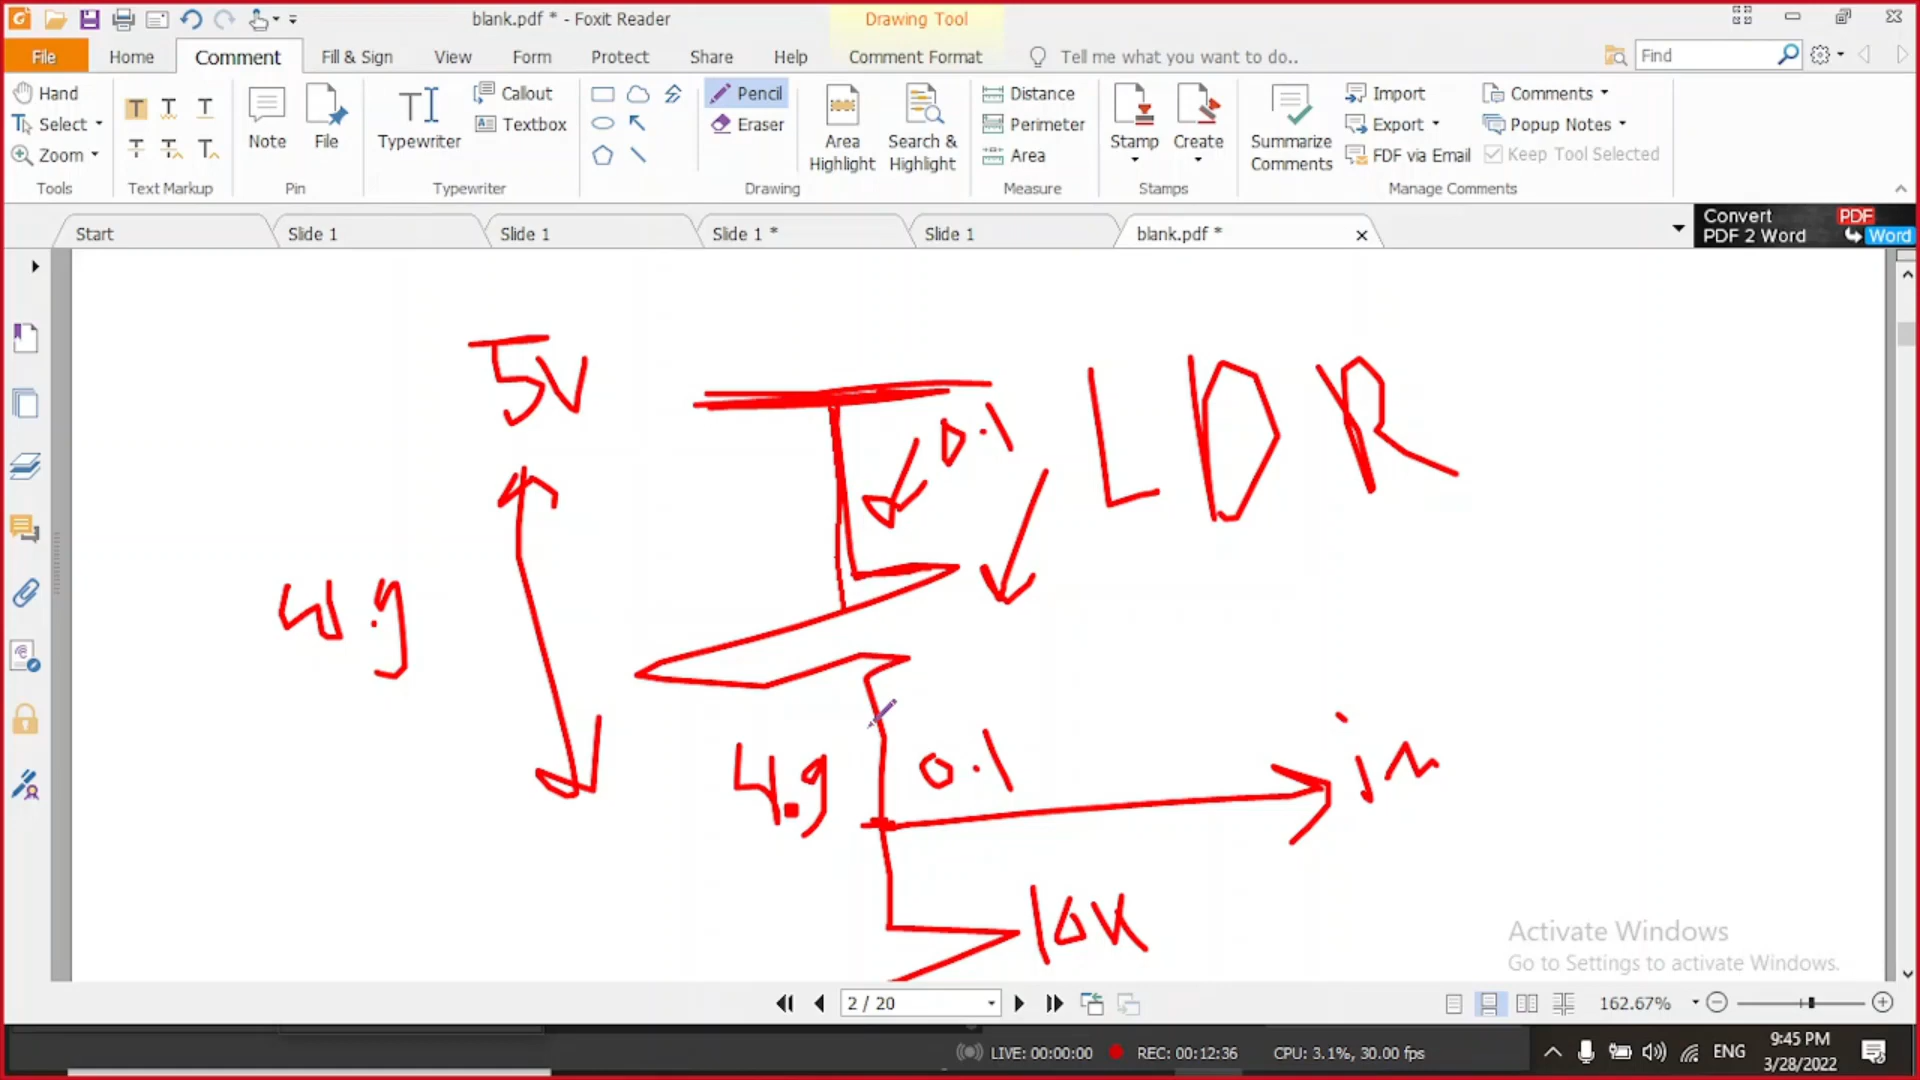 blank.pdf * - Foxit Reader
Drawing Tool
File
Home
Comment
Fill & Sign
View
Form
Protect
Share
Help
Comment Format
Tell me what you want to do..
Find
Hand
Select
Zoom
Tools
Text Markup
Note
File
Pin
Typewriter
Callout
Textbox
Typewriter
Pencil
Eraser
Drawing
Area Highlight
Search & Highlight
Distance
Perimeter
Area
Measure
Stamp
Create
Stamps
Summarize Comments
Import
Export
FDF via Email
Comments
Popup Notes
Keep Tool Selected
Manage Comments
Start
Slide 1
Slide 1
Slide 1 *
Slide 1
blank.pdf *
Convert PDF
PDF 2 Word
Word
5V
0.1
LDR
4.9
4.9
0.1
in
10K
Activate Windows
Go to Settings to activate Windows.
2 / 20
162.67%
LIVE: 00:00:00
REC: 00:12:36
CPU: 3.1%, 30.00 fps
ENG
9:45 PM
3/28/2022